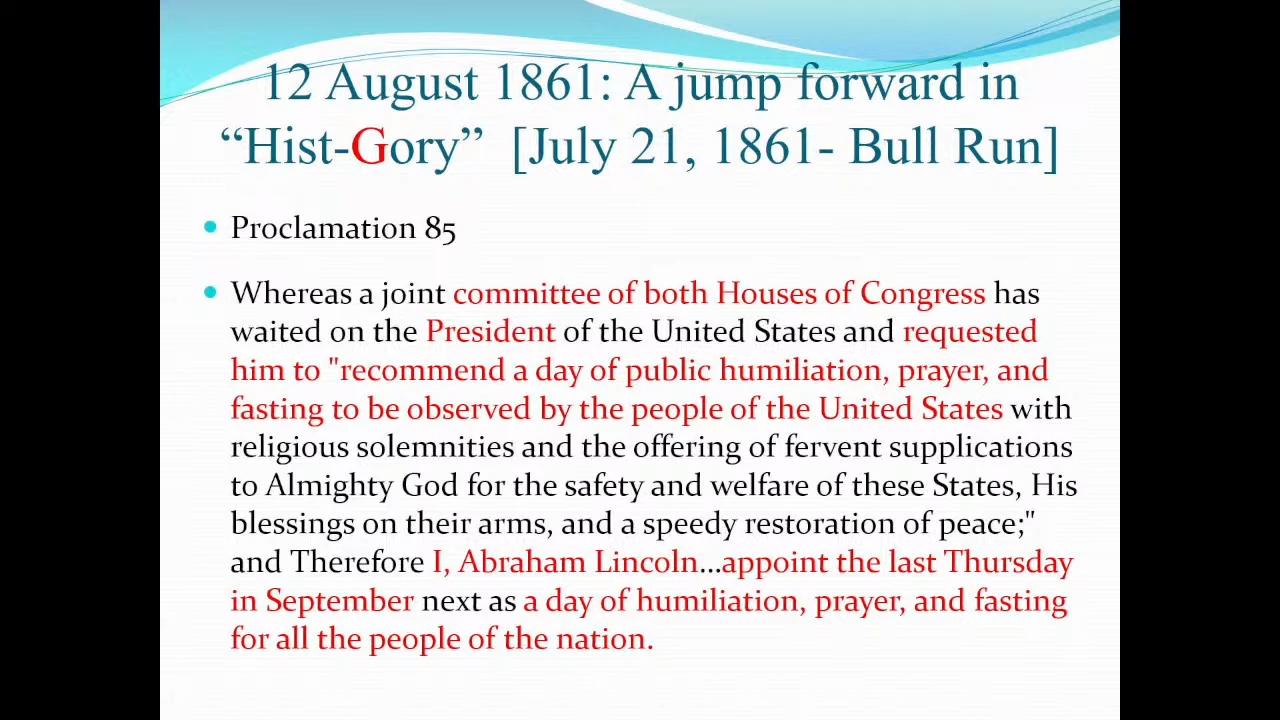 12 August 1861: A jump forward in
“Hist-Gory” [July 21, 1861- Bull Run]
Proclamation 85
Whereas a joint committee of both Houses of Congress has
waited on the President of the United States and requested
him to "recommend a day of public humiliation, prayer, and
fasting to be observed by the people of the United States with
religious solemnities and the offering of fervent supplications
to Almighty God for the safety and welfare of these States, His
blessings on their arms, and a speedy restoration of peace;"
and Therefore I, Abraham Lincoln…appoint the last Thursday
in September next as a day of humiliation, prayer, and fasting
for all the people of the nation.